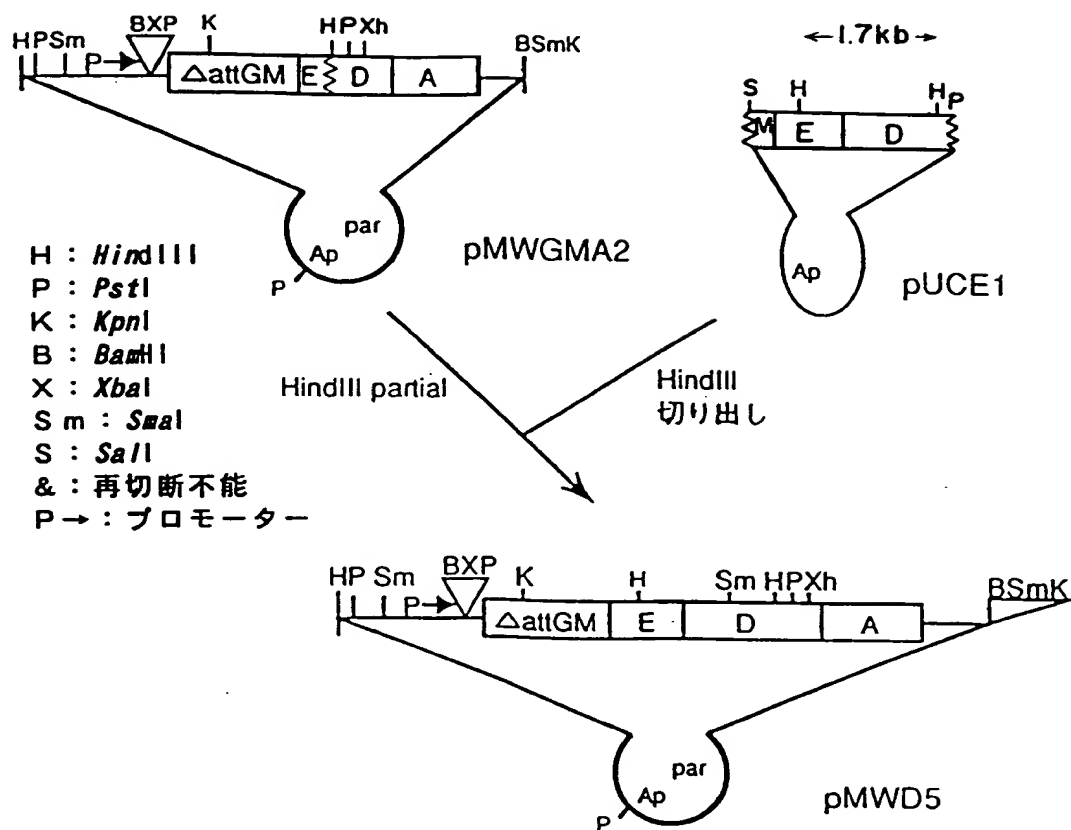 HPSm
P→
BXP
K
HPXh
BSmK
ΔattGM
E
D
A
par
Ap
P
pMWGMA2
←1.7kb→
S
H
H
P
M
E
D
Ap
pUCE1
H : HindIII
P : PstI
K : KpnI
B : BamHI
X : XbaI
Sm : SmaI
S : SalI
& : 再切断不能
P→ : プロモーター
HindIII partial
HindIII
切り出し
HP Sm
P→
BXP
K
H
Sm
HPXh
BSmK
ΔattGM
E
D
A
par
Ap
P
pMWD5